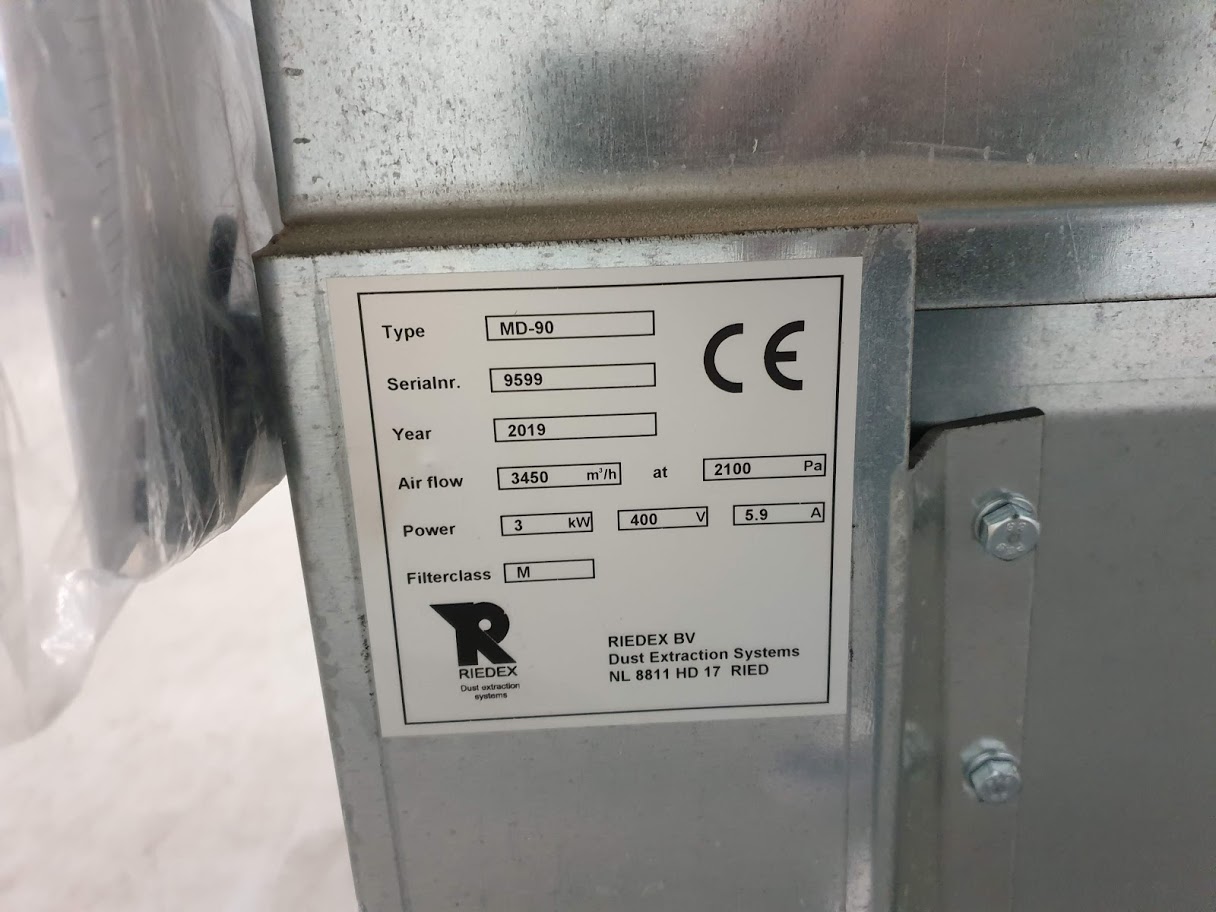 Type MD-90
CE
Serialnr. 9599
Year 2019
Air flow 3450 m³/h at 2100 Pa
Power 3 kW 400 V 5.9 A
Filterclass M
R
RIEDEX
Dust extraction
systems
RIEDEX BV
Dust Extraction Systems
NL 8811 HD 17 RIED